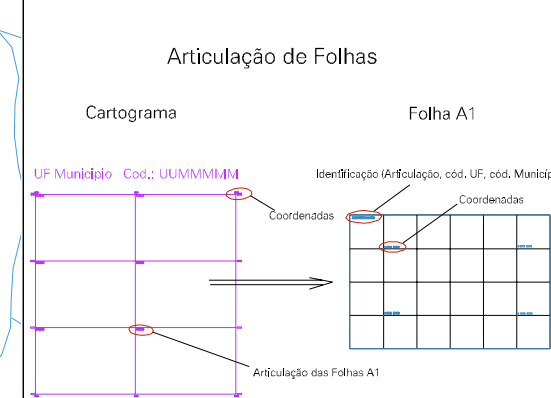 Articulação de Folhas
Cartograma
Folha A1
UF Municipio Cod.: UUMMMMM
Identificação (Articulação, cód. UF, cód. Municíp
Coordenadas
Coordenadas
Articulação das Folhas A1